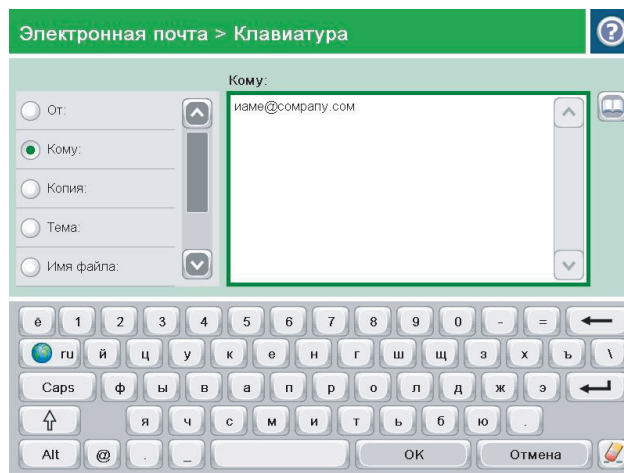 Электронная почта > Клавиатура
?
Кому:
От:
Кому:
Копия:
Тема:
Имя файла:
иаме@company.com
ё 1 2 3 4 5 6 7 8 9 0 - =
ru й ц у к е н г ш щ з х ъ \
Caps ф ы в а п р о л д ж э
я ч с м и т ь б ю .
Alt @ . _ OK Отмена